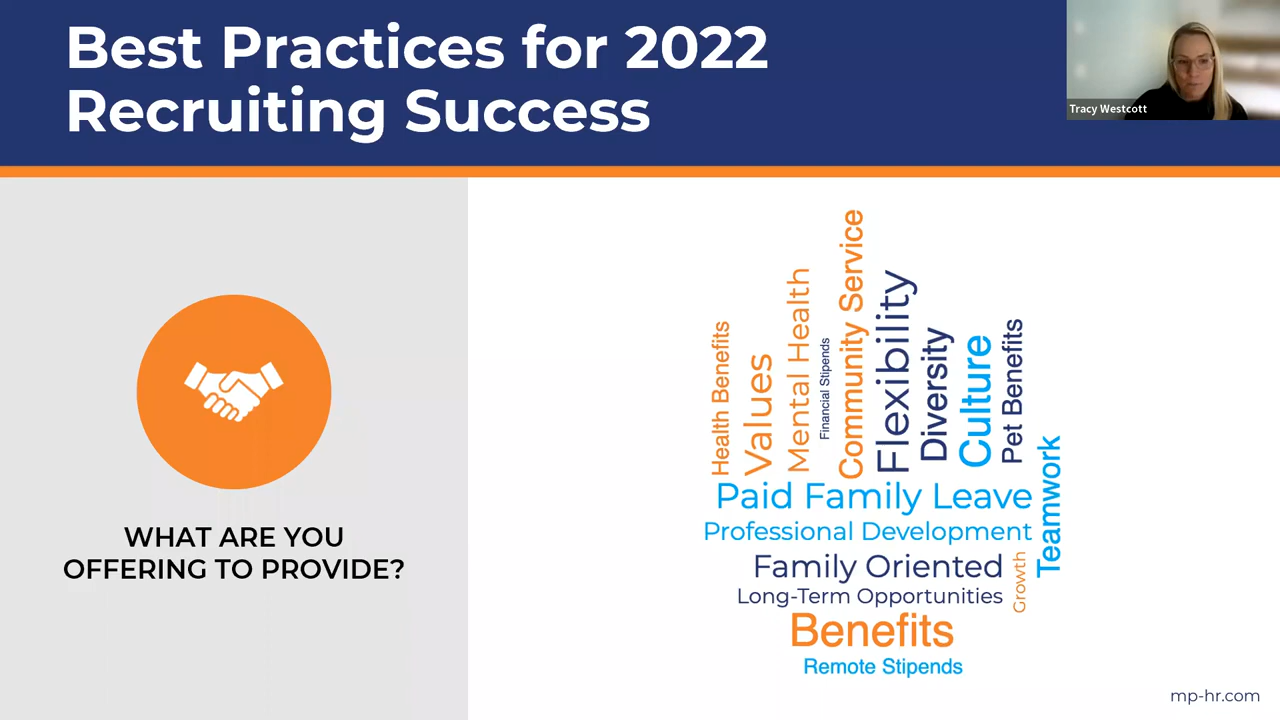 Best Practices for 2022
Recruiting Success
Tracy Westcott
WHAT ARE YOU
OFFERING TO PROVIDE?
Health Benefits
Values
Mental Health
Financial Stipends
Community Service
Flexibility
Diversity
Culture
Pet Benefits
Teamwork
Paid Family Leave
Professional Development
Family Oriented
Growth
Long-Term Opportunities
Benefits
Remote Stipends
mp-hr.com